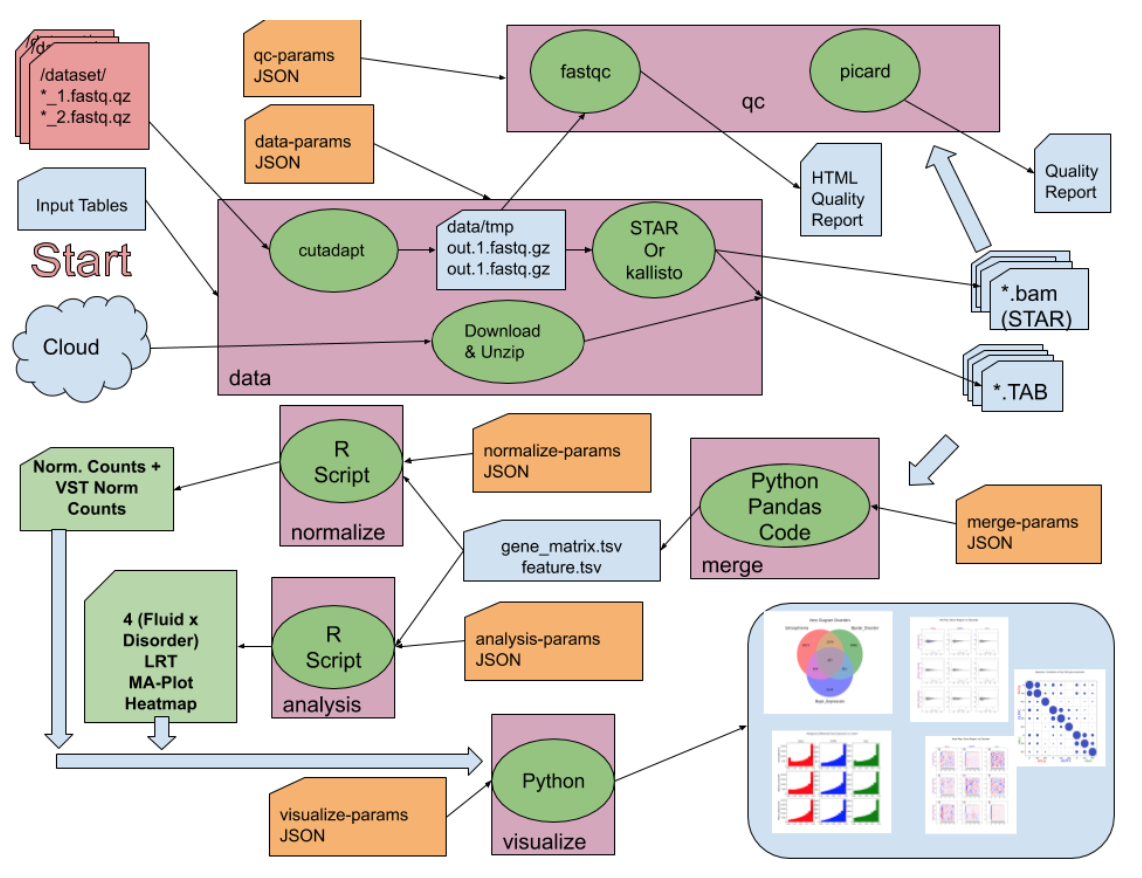 /dataset/
*_1.fastq.qz
*_2.fastq.qz
qc-params
JSON
fastqc
picard
qc
data-params
JSON
Input Tables
HTML
Quality
Report
Quality
Report
Start
cutadapt
data/tmp
out.1.fastq.gz
out.1.fastq.gz
STAR
Or
kallisto
*.bam
(STAR)
Cloud
Download
& Unzip
data
*.TAB
Norm. Counts +
VST Norm
Counts
R
Script
normalize
normalize-params
JSON
Python
Pandas
Code
merge
merge-params
JSON
gene_matrix.tsv
feature.tsv
4 (Fluid x
Disorder)
LRT
MA-Plot
Heatmap
R
Script
analysis
analysis-params
JSON
visualize-params
JSON
Python
visualize